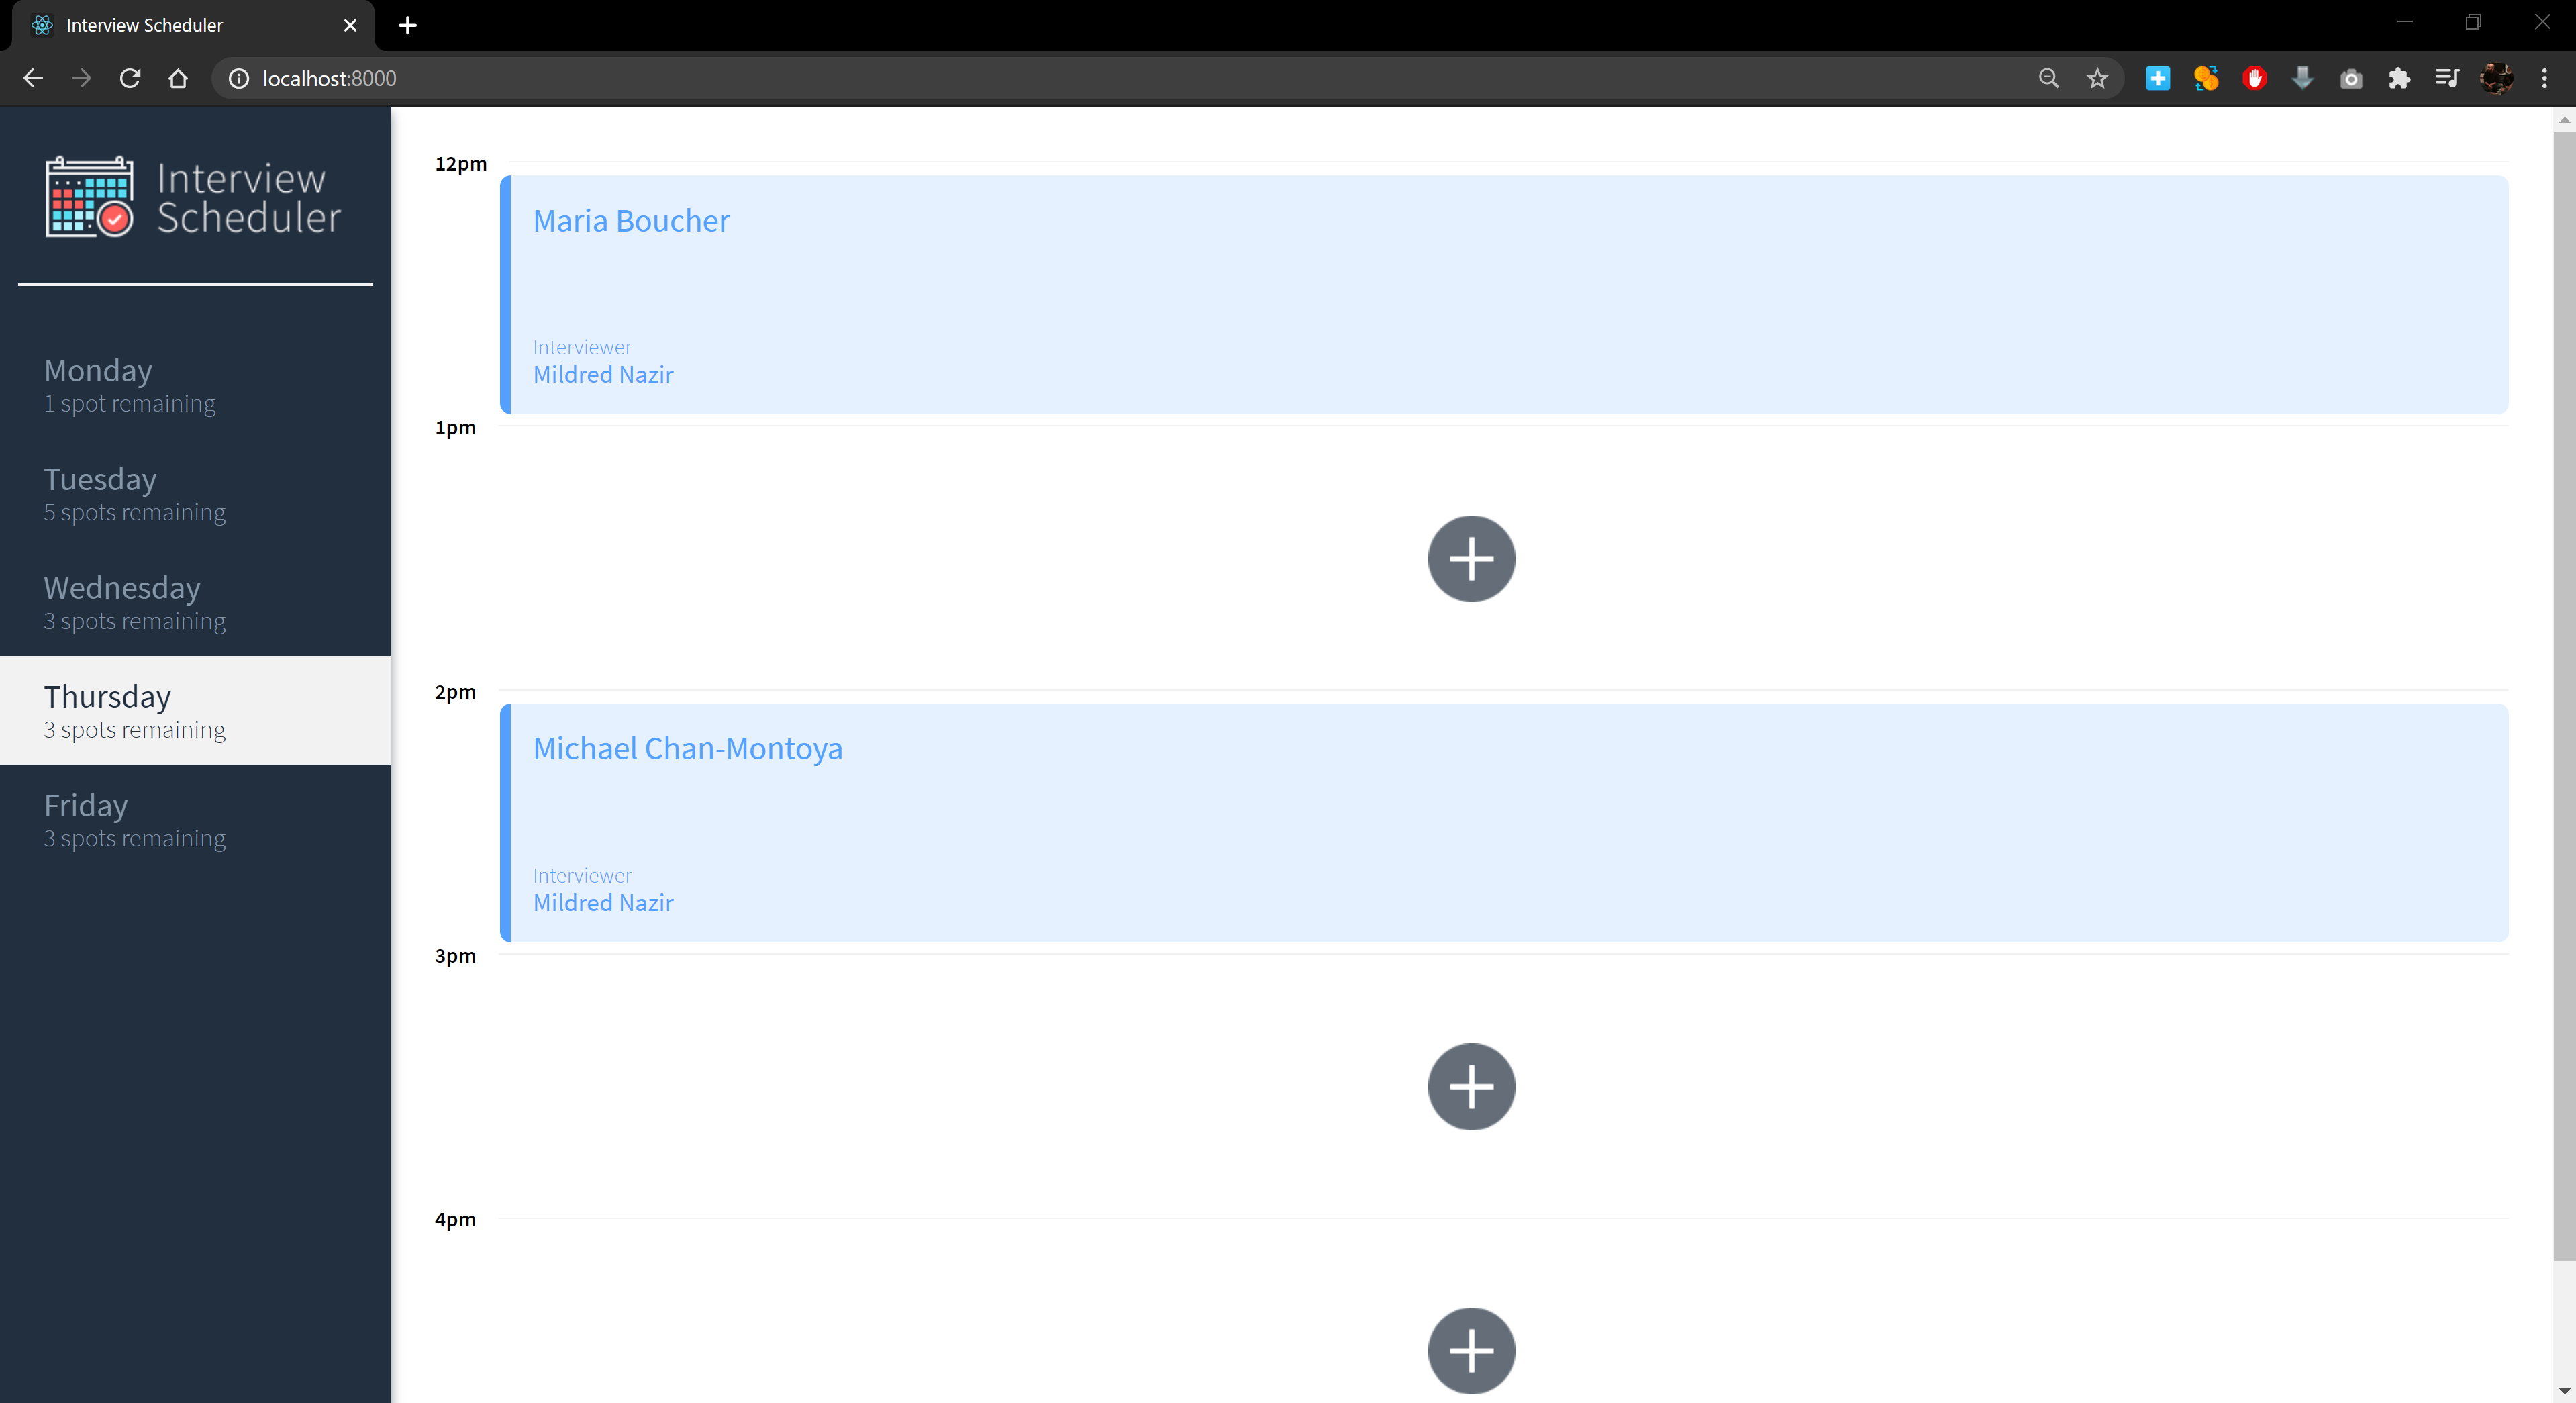 Interview Scheduler
localhost:8000
Interview
Scheduler
Monday
1 spot remaining
Tuesday
5 spots remaining
Wednesday
3 spots remaining
Thursday
3 spots remaining
Friday
3 spots remaining
12pm
Maria Boucher
Interviewer
Mildred Nazir
1pm
2pm
Michael Chan-Montoya
Interviewer
Mildred Nazir
3pm
4pm